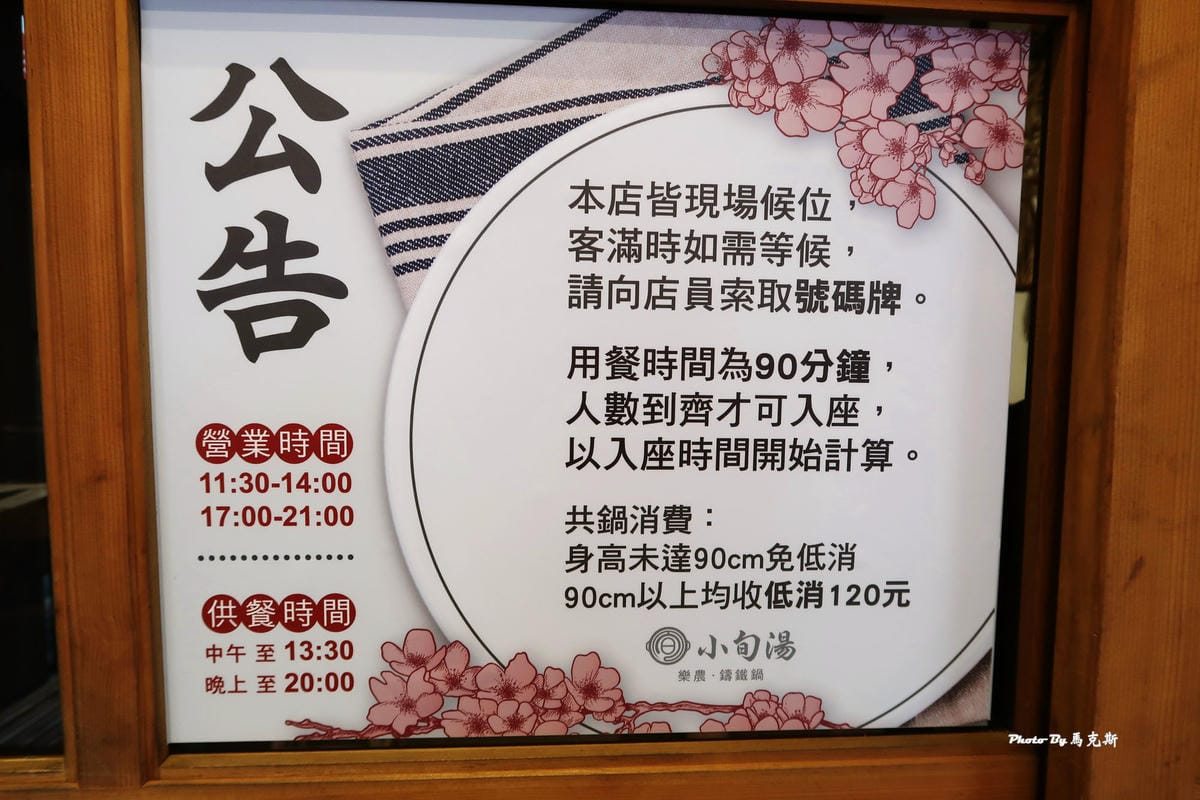 公告
營業時間
11:30-14:00
17:00-21:00
供餐時間
中午 至 13:30
晚上 至 20:00
本店皆現場候位，
客滿時如需等候，
請向店員索取號碼牌。
用餐時間為90分鐘，
人數到齊才可入座，
以入座時間開始計算。
共鍋消費：
身高未達90cm免低消
90cm以上均收低消120元
小旬湯
樂農·鑄鐵鍋
Photo By 馬克斯